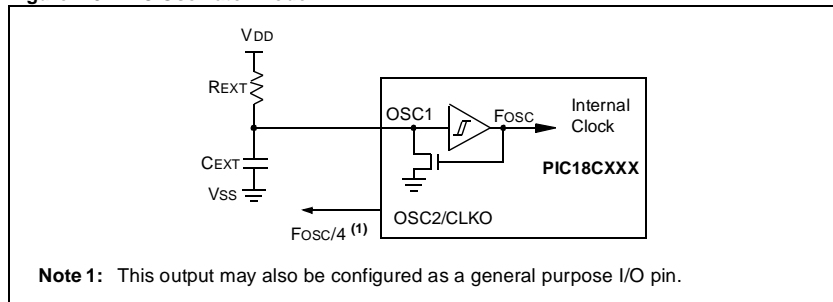 VDD
REXT
OSC1
FOSC
Internal
Clock
CEXT
PIC18CXXX
VSS
OSC2/CLKO
FOSC/4 (1)
Note 1: This output may also be configured as a general purpose I/O pin.